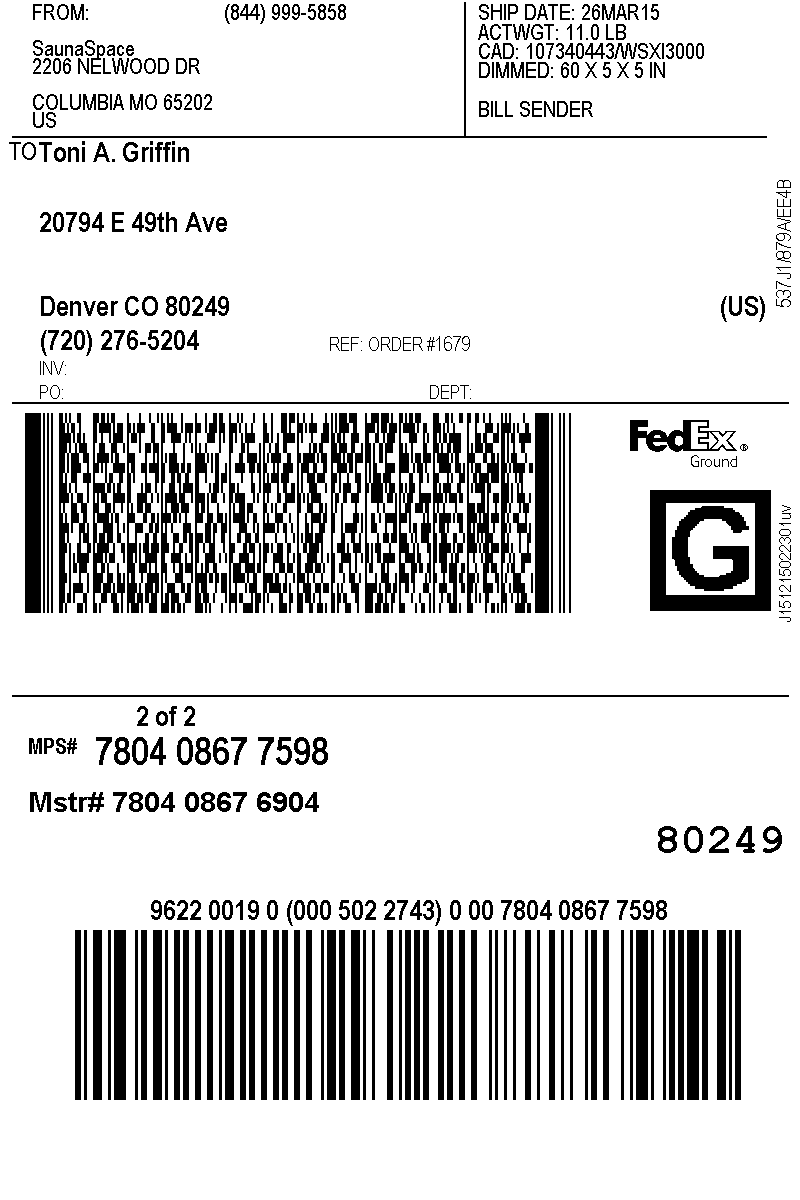 FROM: (844) 999-5858
SaunaSpace
2206 NELWOOD DR
COLUMBIA MO 65202
US
SHIP DATE: 26MAR15
ACTWGT: 11.0 LB
CAD: 107340443/WSXI3000
DIMMED: 60 X 5 X 5 IN
BILL SENDER
TO Toni A. Griffin
20794 E 49th Ave
Denver CO 80249 (US)
(720) 276-5204 REF: ORDER #1679
INV:
PO: DEPT:
537J1/879A/EE4B
FedEx®
Ground
G
J151215022301uv
2 of 2
MPS# 7804 0867 7598
Mstr# 7804 0867 6904
80249
9622 0019 0 (000 502 2743) 0 00 7804 0867 7598